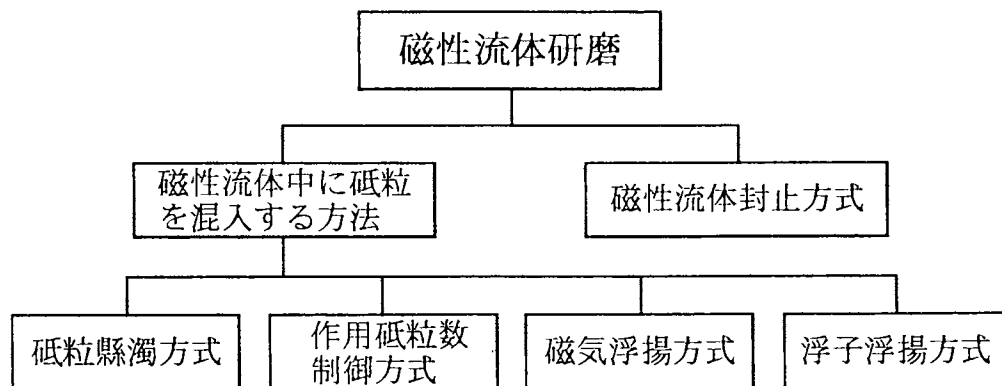 磁性流体研磨
磁性流体中に砥粒
を混入する方法
磁性流体封止方式
砥粒縣濁方式
作用砥粒数
制御方式
磁気浮揚方式
浮子浮揚方式